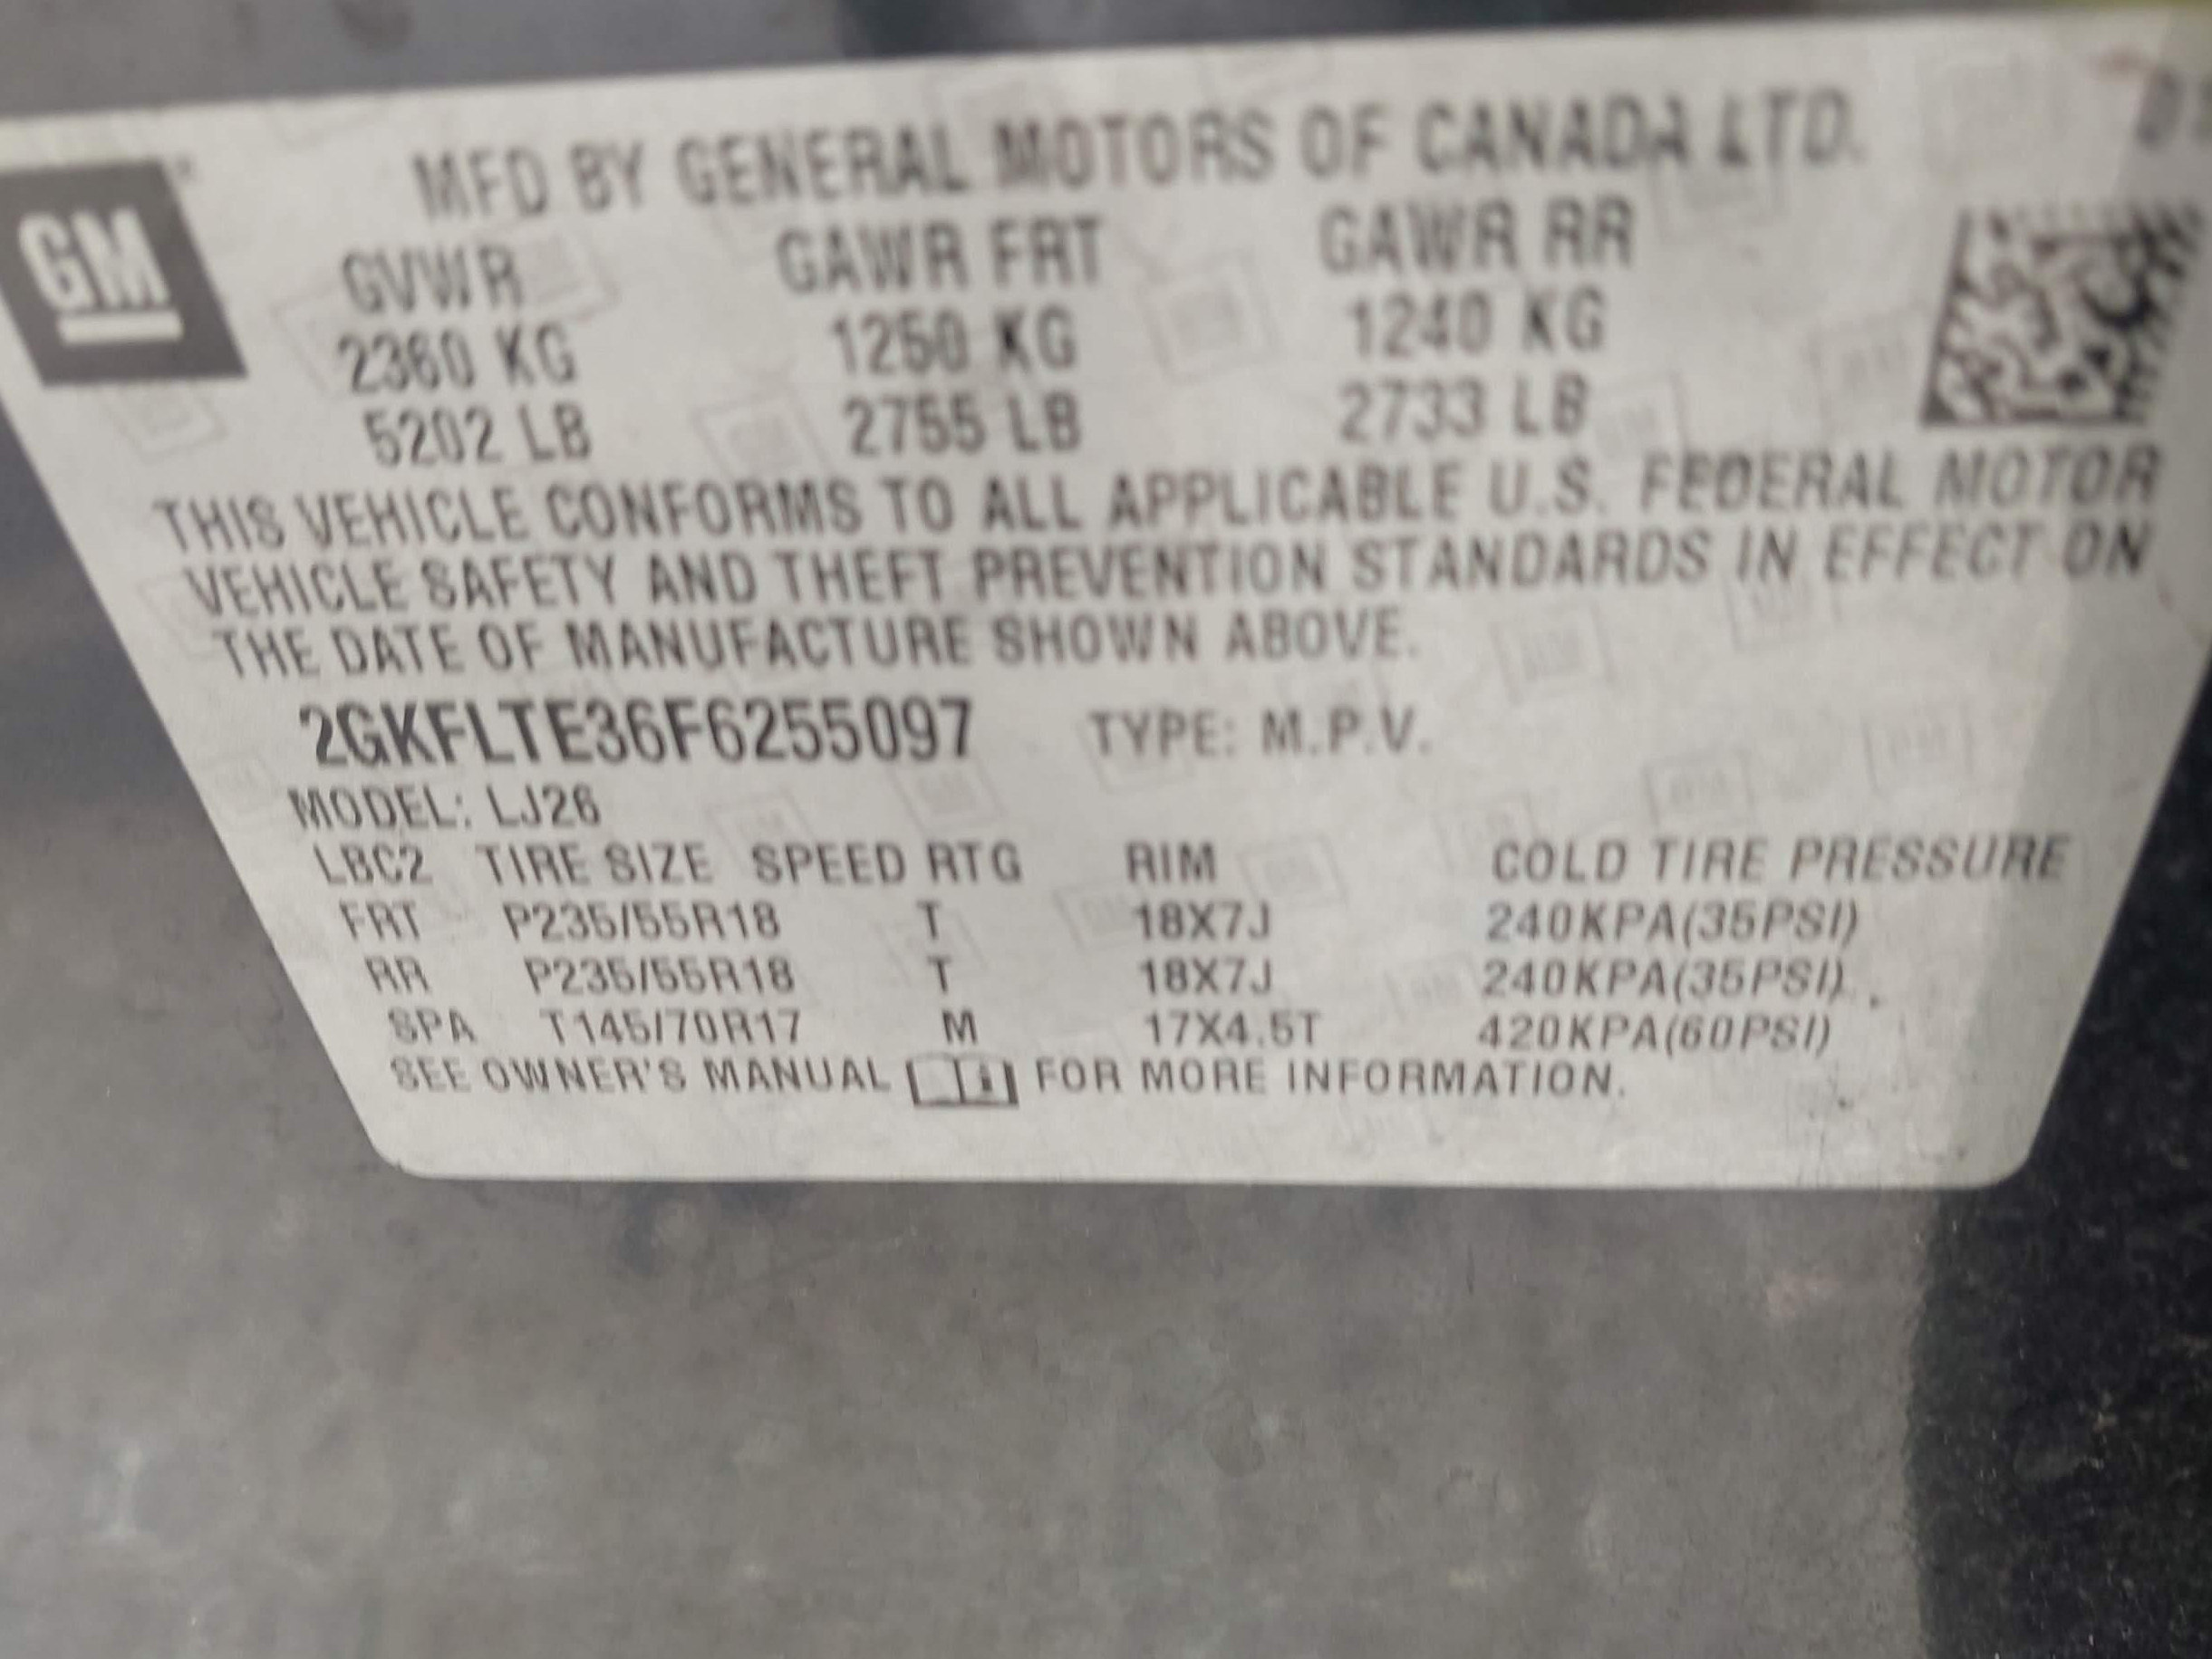 MFD BY GENERAL MOTORS OF CANADA LTD.
GM
GVWR GAWR FRT GAWR RR
2360 KG 1250 KG 1240 KG
5202 LB 2755 LB 2733 LB
THIS VEHICLE CONFORMS TO ALL APPLICABLE U.S. FEDERAL MOTOR
VEHICLE SAFETY AND THEFT PREVENTION STANDARDS IN EFFECT ON
THE DATE OF MANUFACTURE SHOWN ABOVE.
2GKFLTE36F6255097 TYPE: M.P.V.
MODEL: LJ26
LBC2 TIRE SIZE SPEED RTG RIM COLD TIRE PRESSURE
FRT P235/55R18 T 18X7J 240KPA(35PSI)
RR P235/55R18 T 18X7J 240KPA(35PSI)
SPA T145/70R17 M 17X4.5T 420KPA(60PSI)
SEE OWNER'S MANUAL FOR MORE INFORMATION.